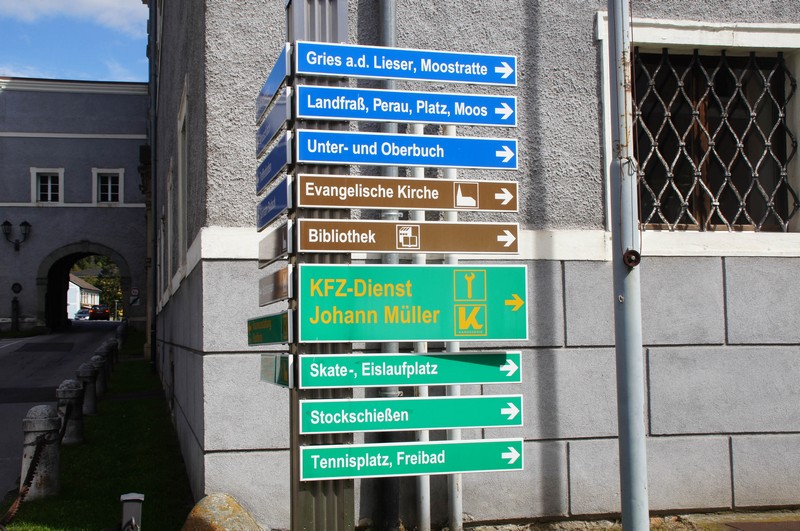 Gries a.d. Lieser, Moostratte
Landfraß, Perau, Platz, Moos
Unter- und Oberbuch
Evangelische Kirche
Bibliothek
KFZ-Dienst
Johann Müller
K
Skate-, Eislaufplatz
Stockschießen
Tennisplatz, Freibad